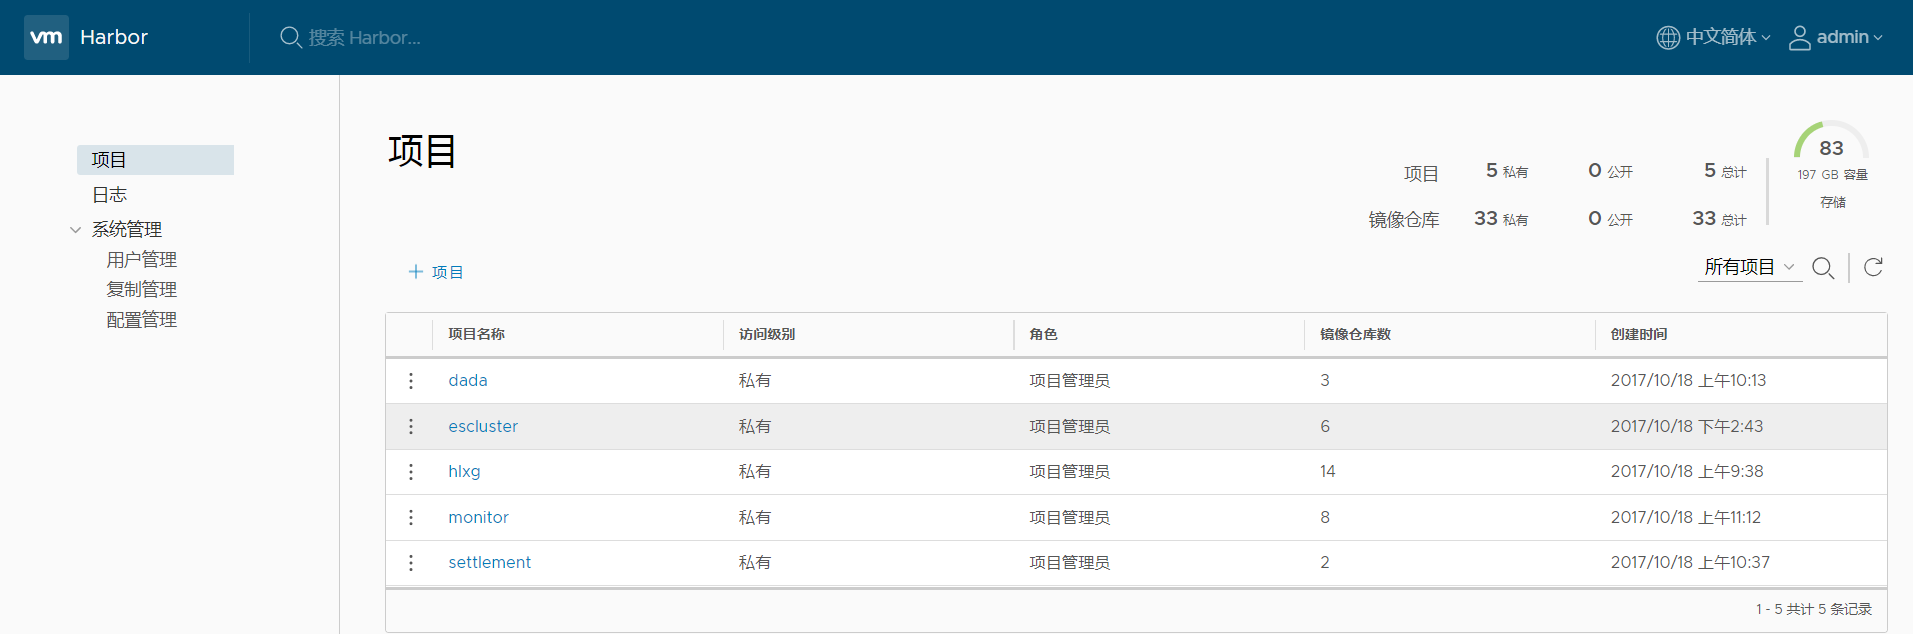 vm Harbor 搜索 Harbor... 中文简体 admin
项目
日志
系统管理
用户管理
复制管理
配置管理
项目
项目 5 私有 0 公开 5 总计
镜像仓库 33 私有 0 公开 33 总计
83
197 GB 容量
存储
项目 所有项目
项目名称 访问级别 角色 镜像仓库数 创建时间
dada 私有 项目管理员 3 2017/10/18 上午10:13
escluster 私有 项目管理员 6 2017/10/18 下午2:43
hlxg 私有 项目管理员 14 2017/10/18 上午9:38
monitor 私有 项目管理员 8 2017/10/18 上午11:12
settlement 私有 项目管理员 2 2017/10/18 上午10:37
1 - 5 共计 5 条记录